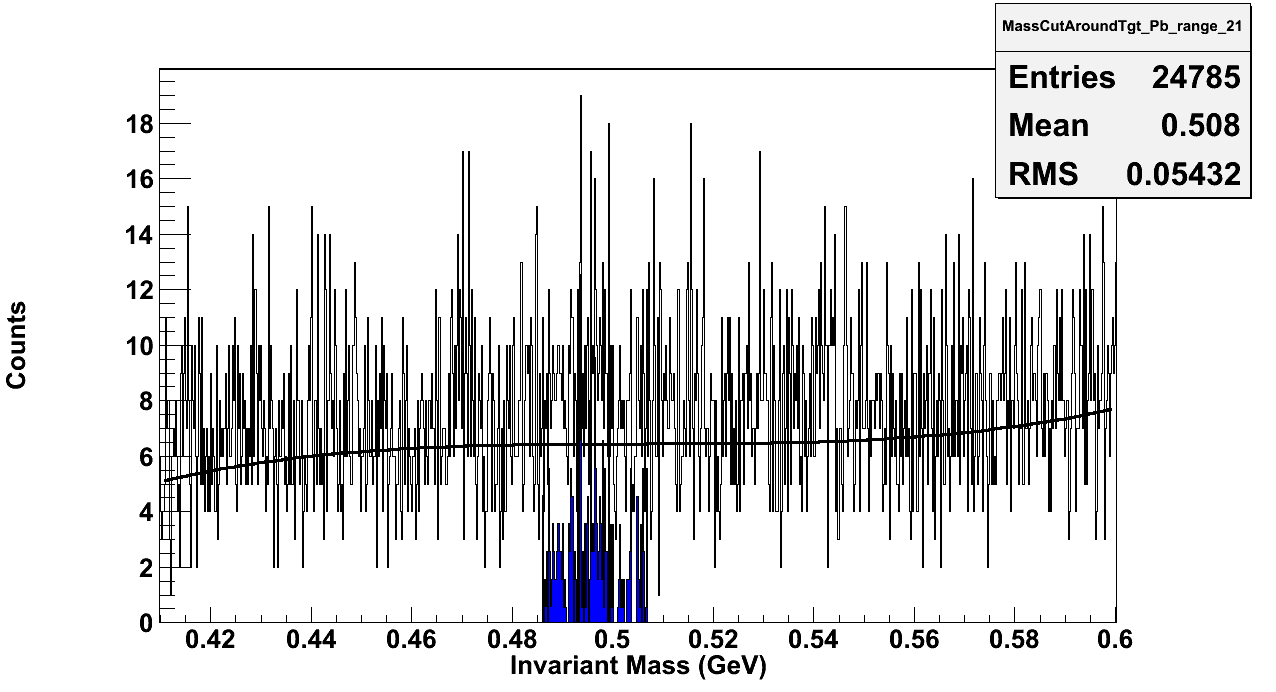 MassCutAroundTgt_Pb_range_21
Entries 24785
Mean 0.508
RMS 0.05432
Counts
18
16
14
12
10
8
6
4
2
0
0.42 0.44 0.46 0.48 0.5 0.52 0.54 0.56 0.58 0.6
Invariant Mass (GeV)